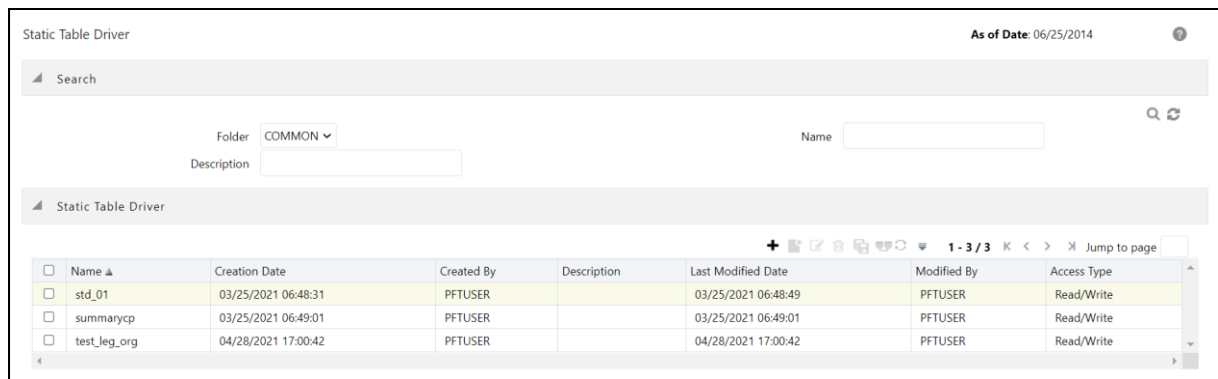 Static Table Driver As of Date: 06/25/2014
Search
Folder COMMON Name
Description
Static Table Driver
1 - 3 / 3 Jump to page
Name Creation Date Created By Description Last Modified Date Modified By Access Type
std_01 03/25/2021 06:48:31 PFTUSER 03/25/2021 06:48:49 PFTUSER Read/Write
summarycp 03/25/2021 06:49:01 PFTUSER 03/25/2021 06:49:01 PFTUSER Read/Write
test_leg_org 04/28/2021 17:00:42 PFTUSER 04/28/2021 17:00:42 PFTUSER Read/Write